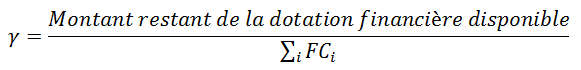 γ = Montant restant de la dotation financière disponible / ∑i FCi